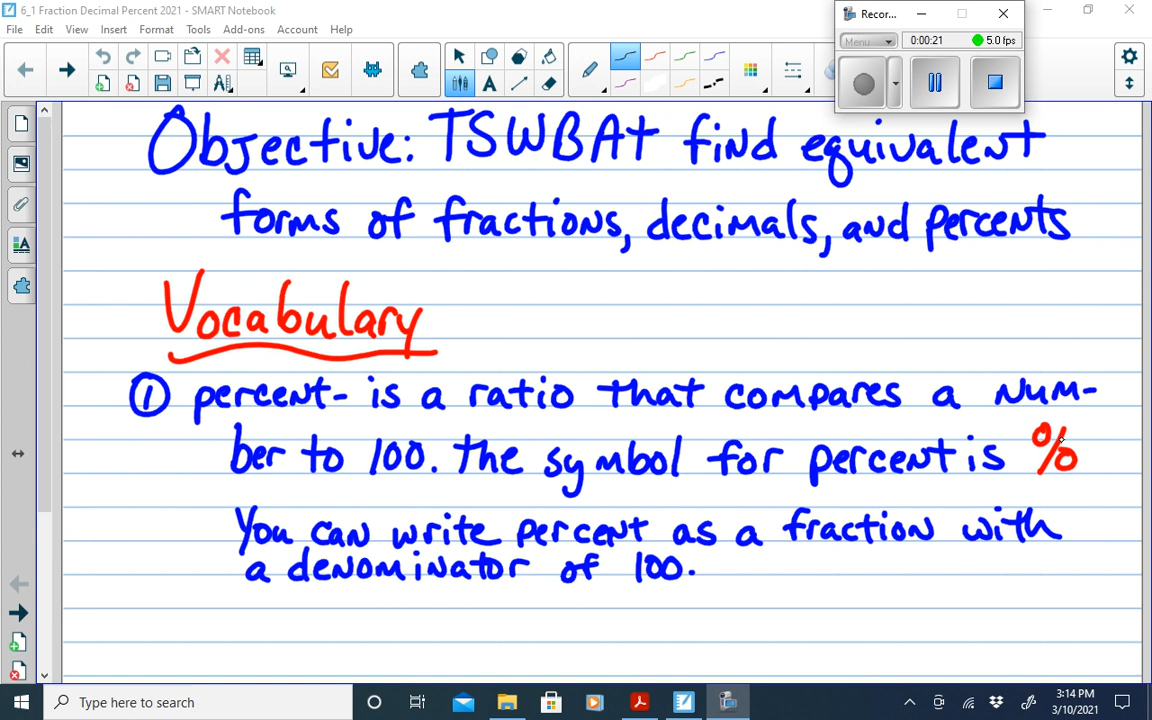 6_1 Fraction Decimal Percent 2021 - SMART Notebook
Recor...
File Edit View Insert Format Tools Add-ons Account Help
Menu 0:00:21 5.0 fps
Objective: TSWBAT find equivalent
forms of fractions, decimals, and percents
Vocabulary
① percent- is a ratio that compares a num-
ber to 100. The symbol for percent is %
You can write percent as a fraction with
a denominator of 100.
Type here to search
3:14 PM
3/10/2021